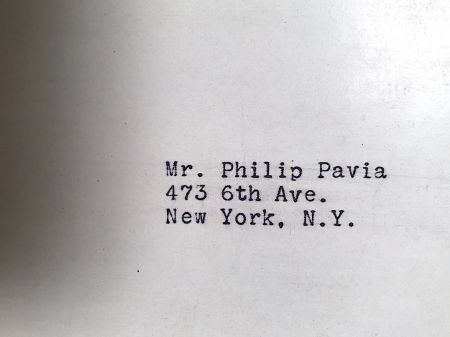 Mr. Philip Pavia
473 6th Ave.
New York, N.Y.